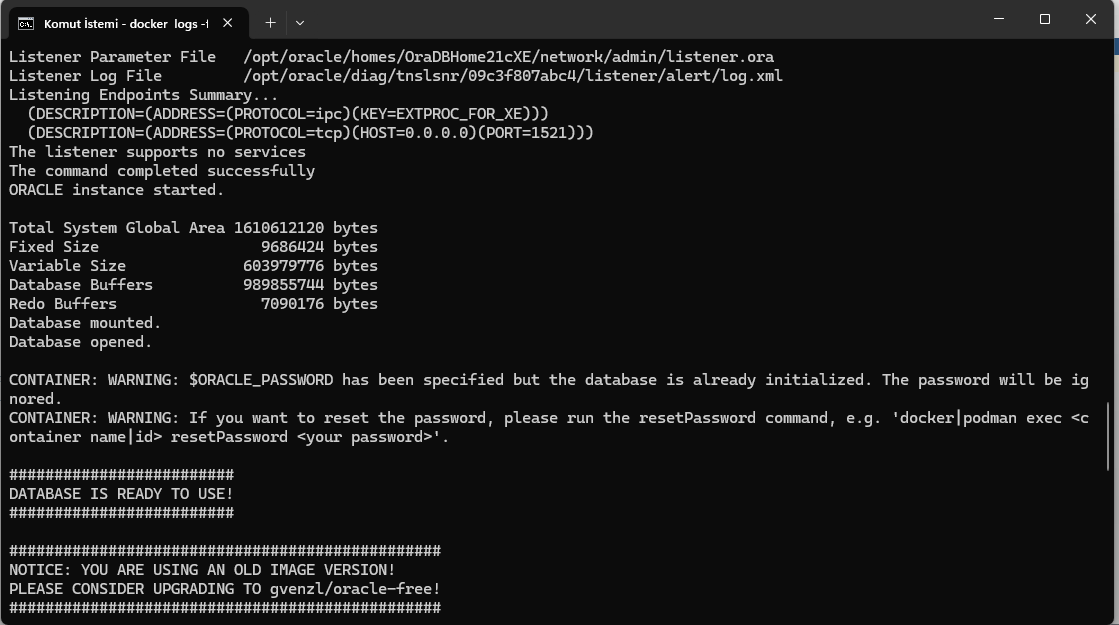 Komut İstemi - docker logs -f
Listener Parameter File   /opt/oracle/homes/OraDBHome21cXE/network/admin/listener.ora
Listener Log File         /opt/oracle/diag/tnslsnr/09c3f807abc4/listener/alert/log.xml
Listening Endpoints Summary...
  (DESCRIPTION=(ADDRESS=(PROTOCOL=ipc)(KEY=EXTPROC_FOR_XE)))
  (DESCRIPTION=(ADDRESS=(PROTOCOL=tcp)(HOST=0.0.0.0)(PORT=1521)))
The listener supports no services
The command completed successfully
ORACLE instance started.
Total System Global Area 1610612120 bytes
Fixed Size                  9686424 bytes
Variable Size             603979776 bytes
Database Buffers          989855744 bytes
Redo Buffers                7090176 bytes
Database mounted.
Database opened.
CONTAINER: WARNING: $ORACLE_PASSWORD has been specified but the database is already initialized. The password will be ig
nored.
CONTAINER: WARNING: If you want to reset the password, please run the resetPassword command, e.g. 'docker|podman exec <c
ontainer name|id> resetPassword <your password>'.
#########################
DATABASE IS READY TO USE!
#########################
################################################
NOTICE: YOU ARE USING AN OLD IMAGE VERSION!
PLEASE CONSIDER UPGRADING TO gvenzl/oracle-free!
################################################